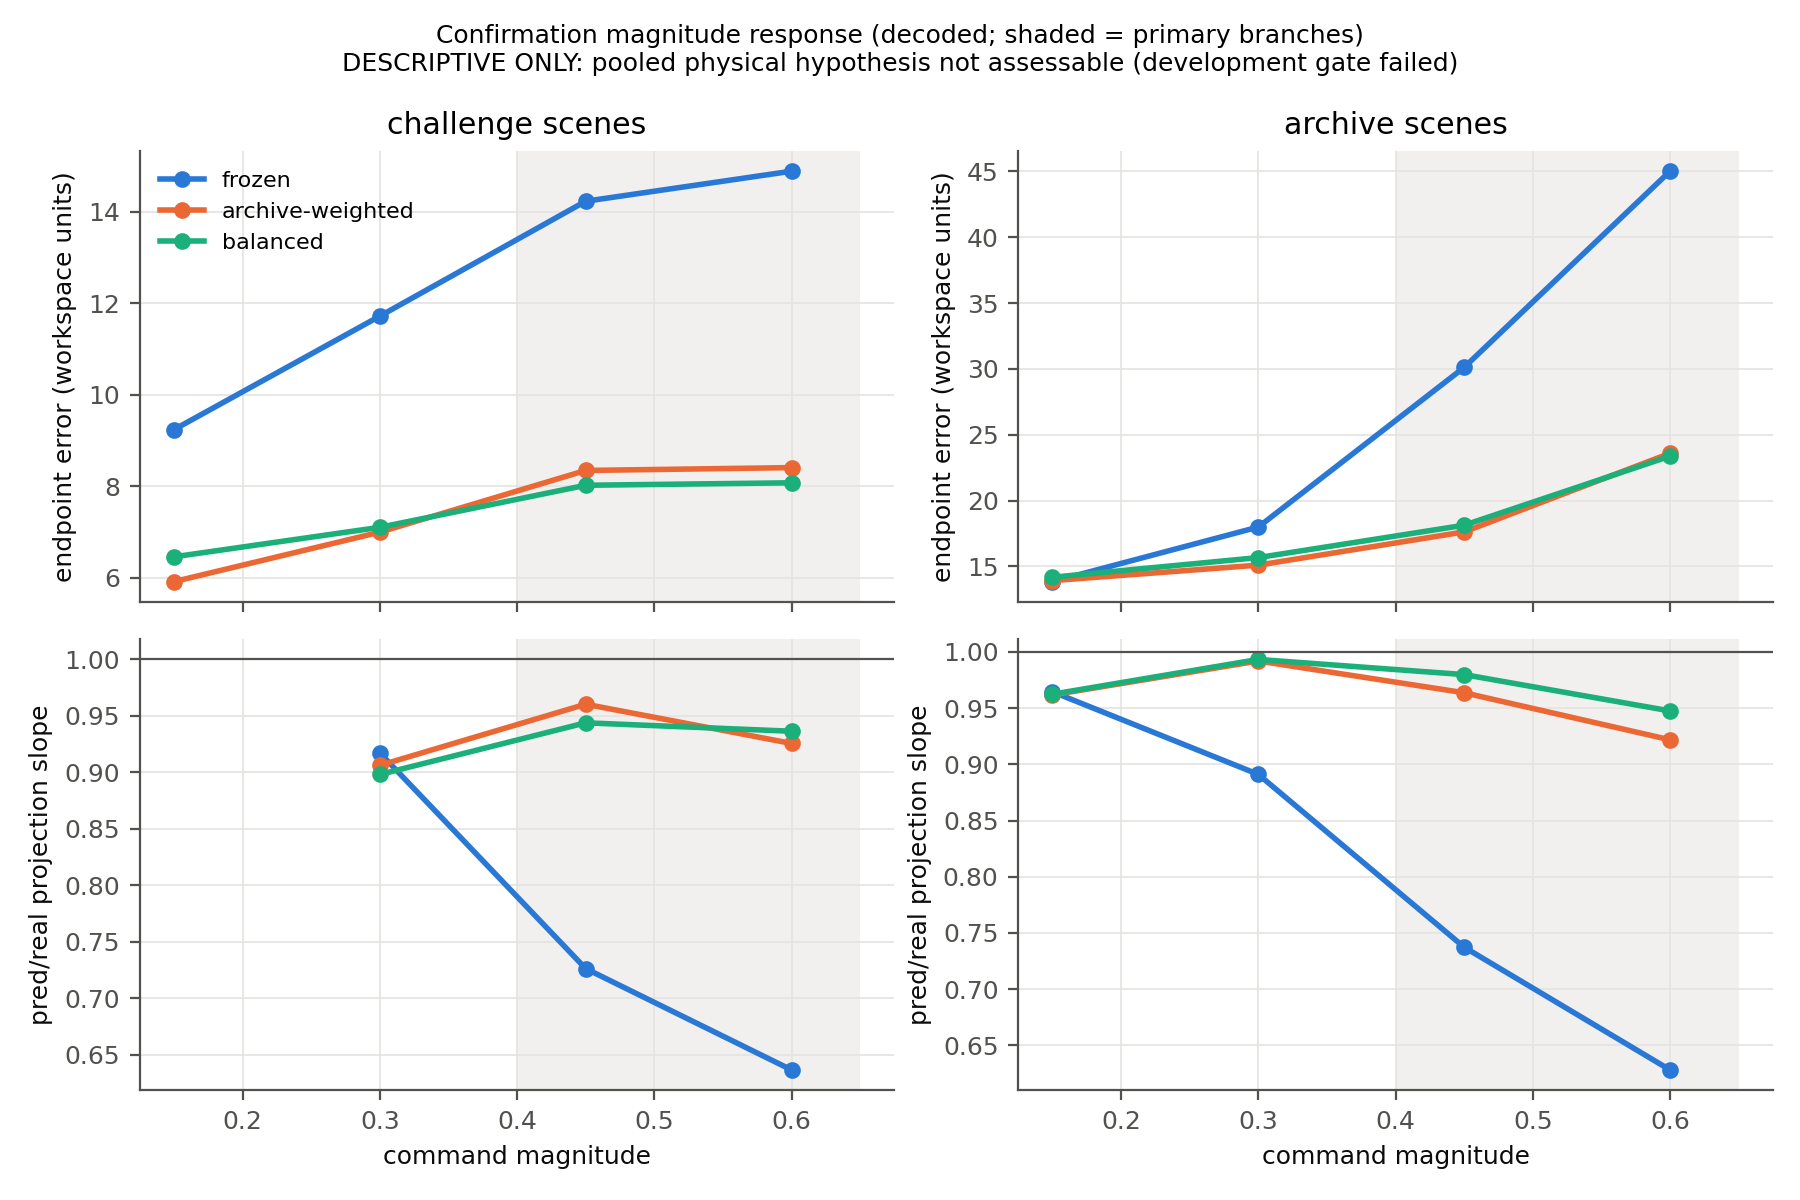 Confirmation magnitude response (decoded; shaded = primary branches)
DESCRIPTIVE ONLY: pooled physical hypothesis not assessable (development gate failed)
challenge scenes
endpoint error (workspace units)
14
12
10
8
6
frozen
archive-weighted
balanced
archive scenes
endpoint error (workspace units)
45
40
35
30
25
20
15
pred/real projection slope
1.00
0.95
0.90
0.85
0.80
0.75
0.70
0.65
0.2 0.3 0.4 0.5 0.6
command magnitude
pred/real projection slope
1.00
0.95
0.90
0.85
0.80
0.75
0.70
0.65
0.2 0.3 0.4 0.5 0.6
command magnitude